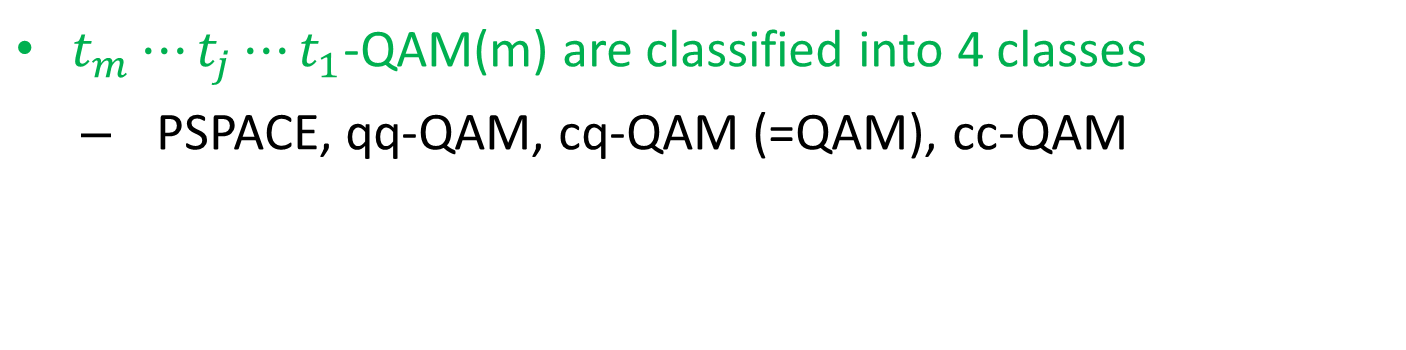 • t_m ⋯ t_j ⋯ t_1-QAM(m) are classified into 4 classes
– PSPACE, qq-QAM, cq-QAM (=QAM), cc-QAM